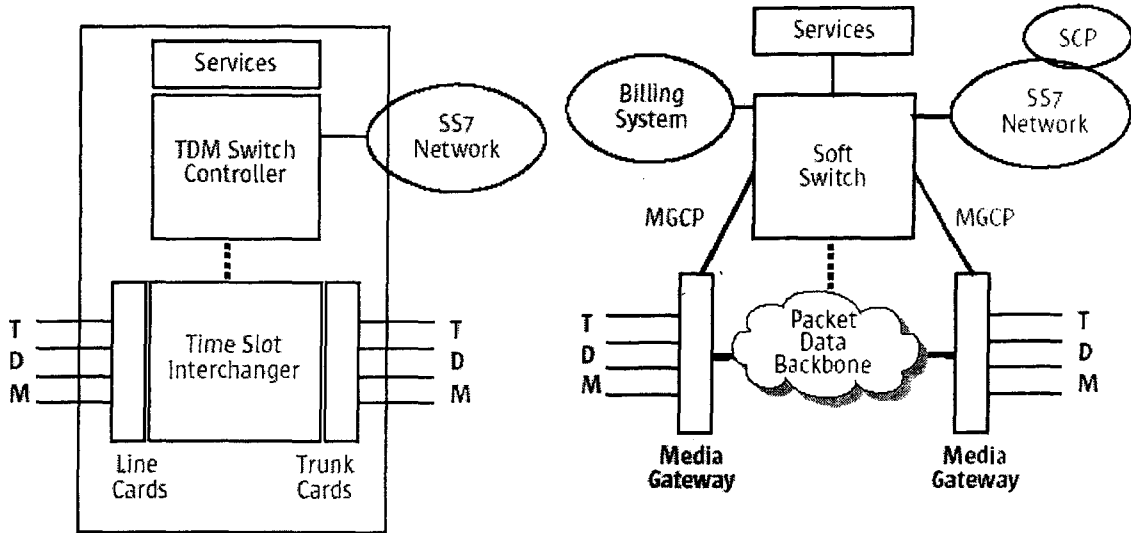 Services
TDM Switch
Controller
SS7
Network
T
D
M
Time Slot
Interchanger
T
D
M
Line
Cards
Trunk
Cards
Services
SCP
Billing
System
SS7
Network
Soft
Switch
MGCP
MGCP
T
D
M
Packet
Data
Backbone
T
D
M
Media
Gateway
Media
Gateway